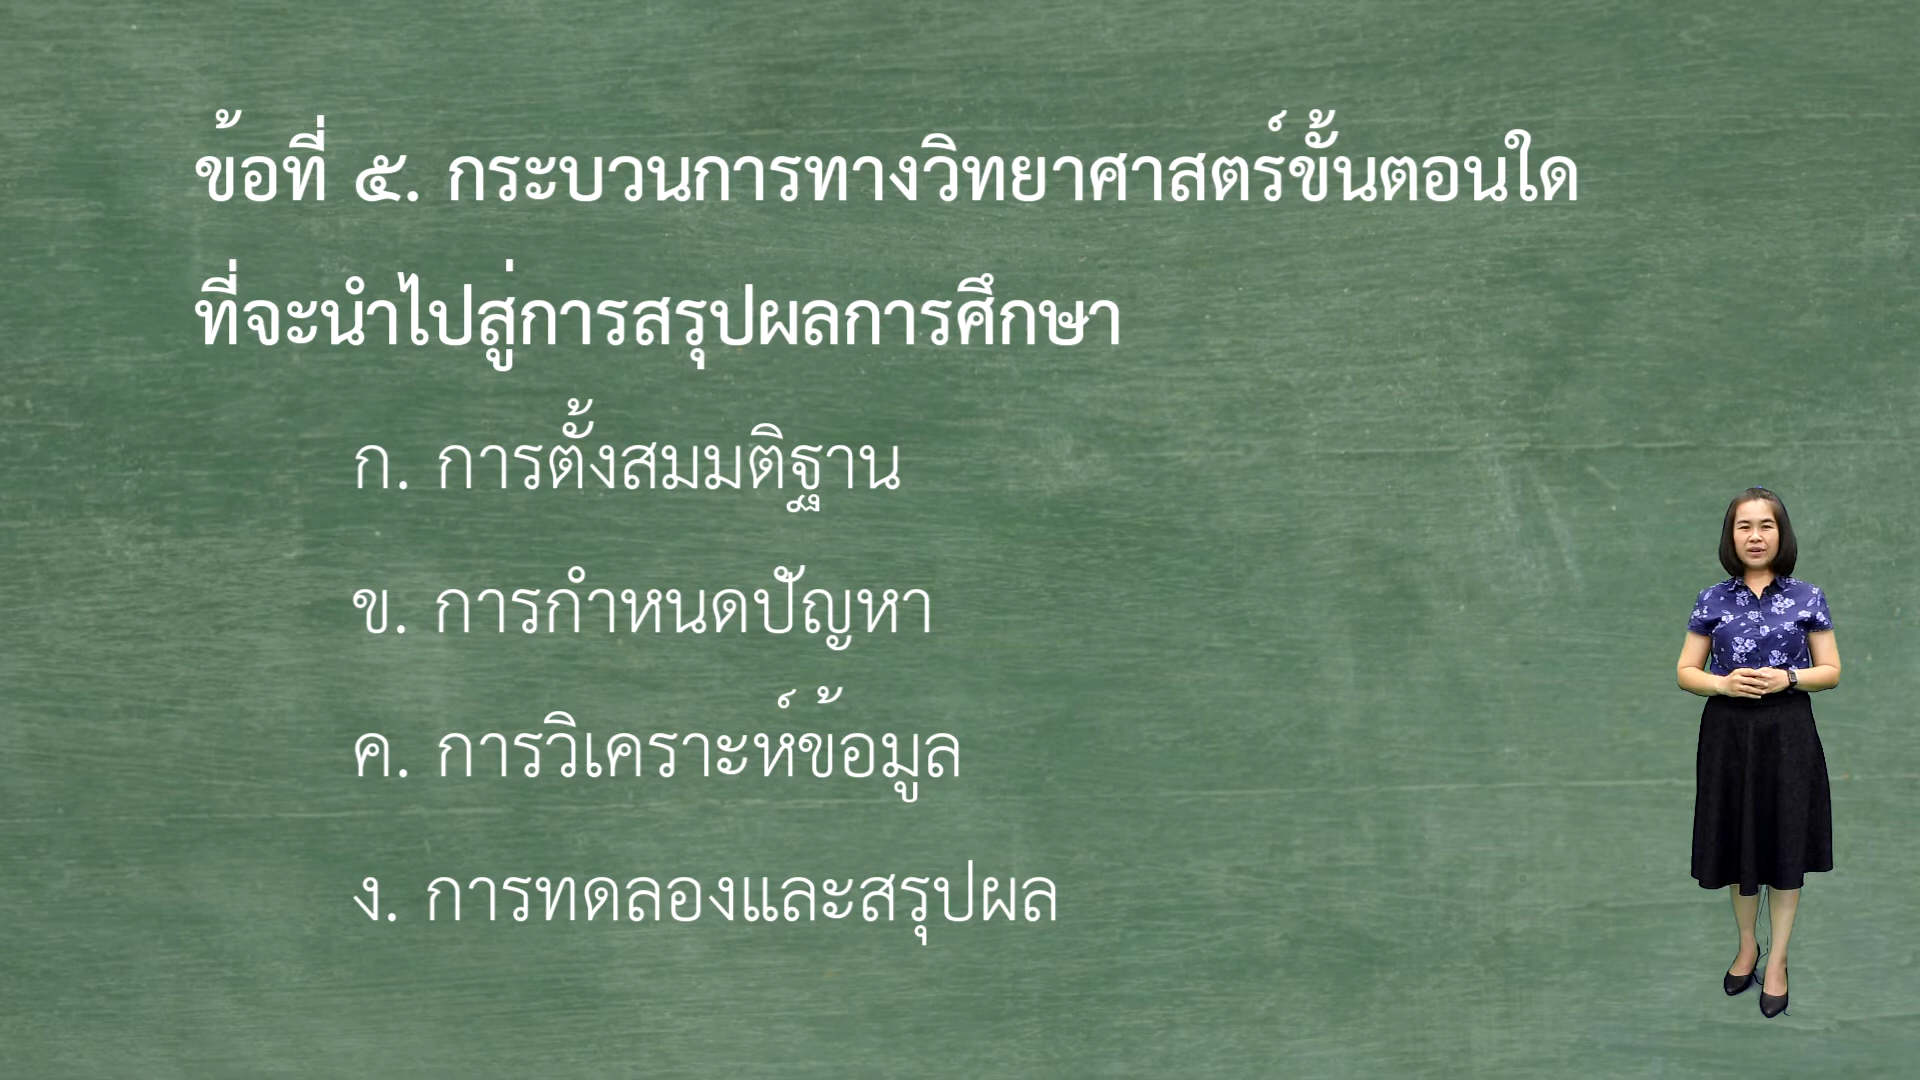 ข้อที่ ๕. กระบวนการทางวิทยาศาสตร์ขั้นตอนใด
ที่จะนำไปสู่การสรุปผลการศึกษา
ก. การตั้งสมมติฐาน
ข. การกำหนดปัญหา
ค. การวิเคราะห์ข้อมูล
ง. การทดลองและสรุปผล